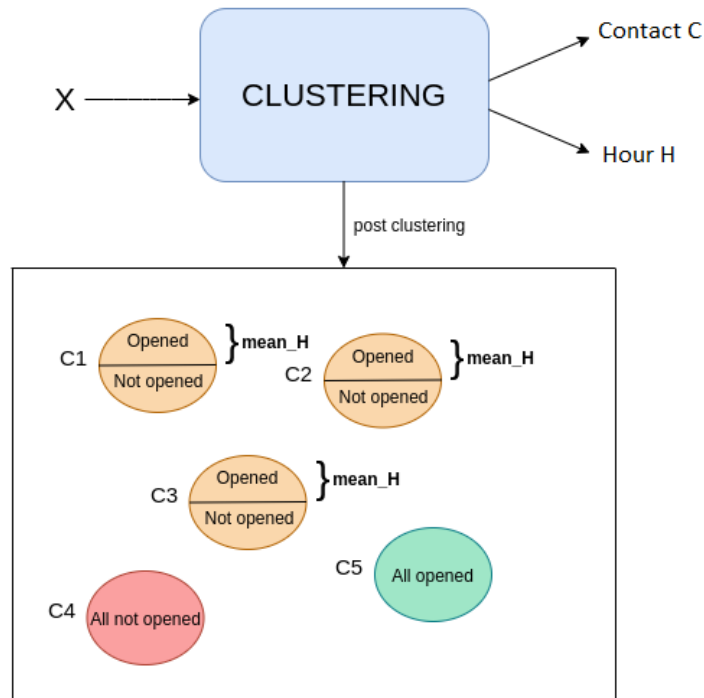 Contact C
X
CLUSTERING
Hour H
post clustering
C1
Opened
Not opened
} mean_H
C2
Opened
Not opened
} mean_H
C3
Opened
Not opened
} mean_H
C4
All not opened
C5
All opened